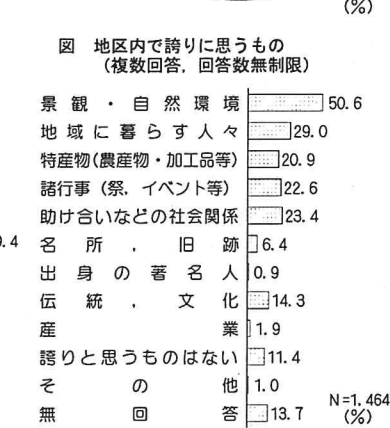 (%)
図 地区内で誇りに思うもの
(複数回答, 回答数無制限)
景観・自然環境 50.6
地域に暮らす人々 29.0
特産物(農産物・加工品等) 20.9
諸行事(祭, イベント等) 22.6
助け合いなどの社会関係 23.4
9.4 名所, 旧跡 6.4
出身の著名人 0.9
伝統, 文化 14.3
産業 1.9
誇りと思うものはない 11.4
その他 1.0
無回答 13.7
N=1,464
(%)